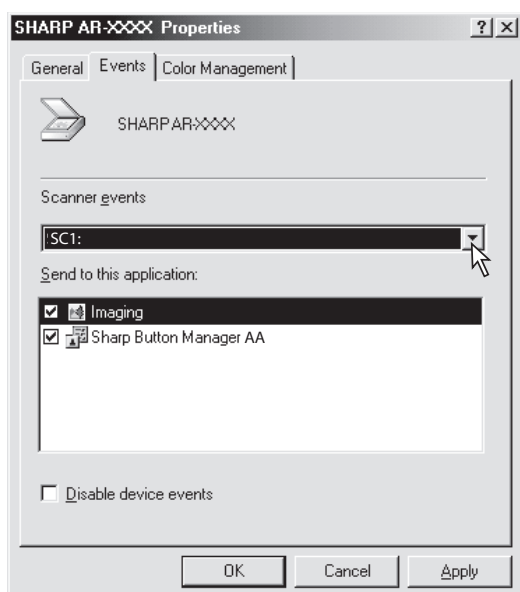 SHARP AR-XXXX Properties
General Events Color Management
SHARP AR-XXXX
Scanner events
SC1:
Send to this application:
Imaging
Sharp Button Manager AA
Disable device events
OK Cancel Apply